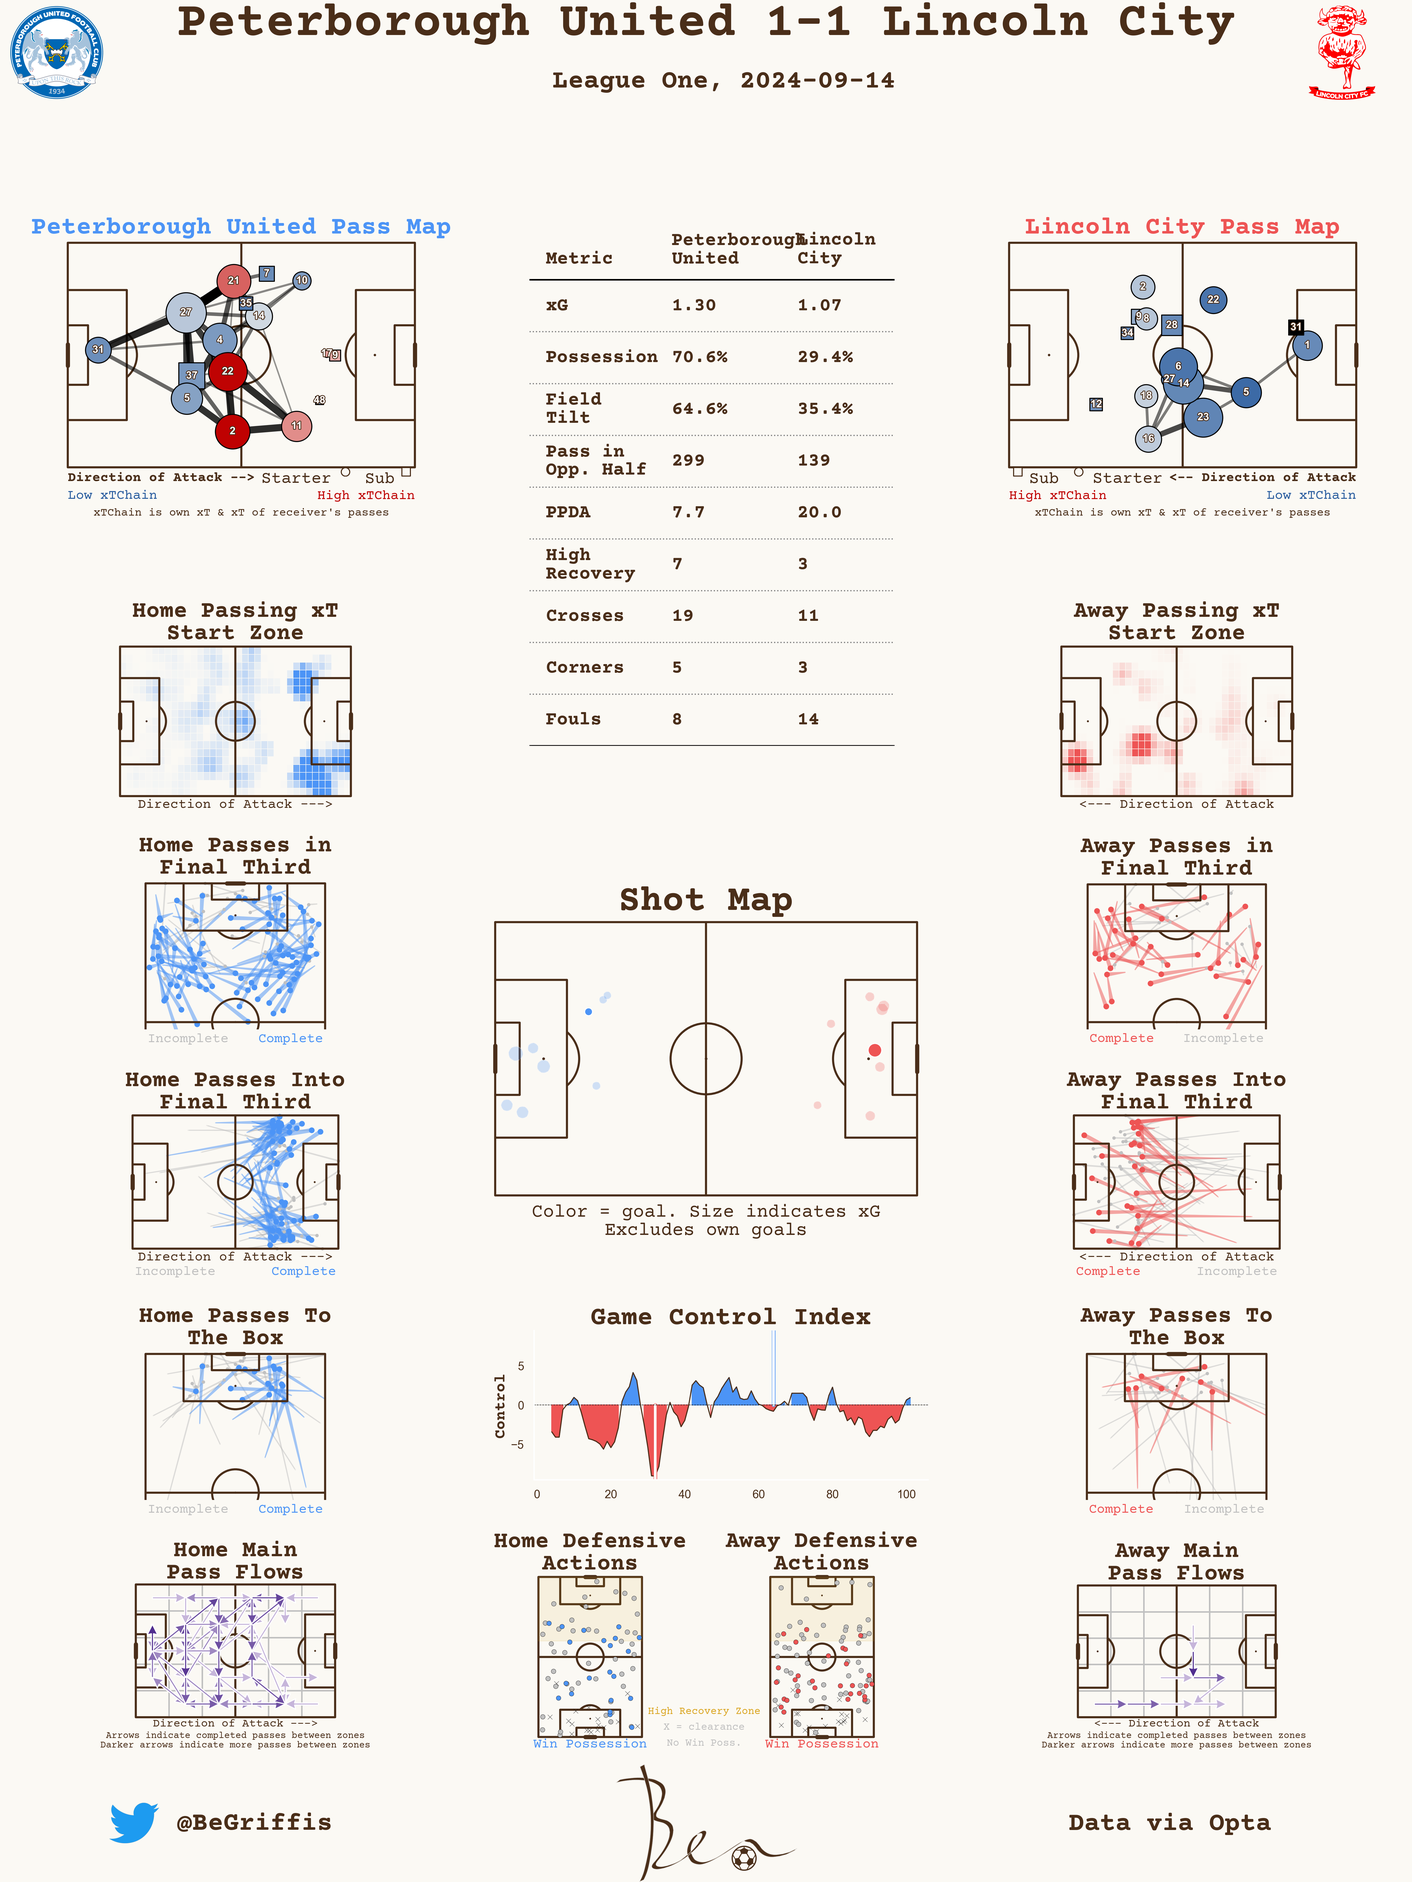 Peterborough United 1-1 Lincoln City
League One, 2024-09-14
PETERBOROUGH UNITED FOOTBALL CLUB
1934
LINCOLN CITY FC
Peterborough United Pass Map
21
7
10
27
35
14
4
31
22
17
9
37
5
48
2
11
Direction of Attack --> Starter Sub
Low xTChain High xTChain
xTChain is own xT & xT of receiver's passes
Metric Peterborough United Lincoln City
xG 1.30 1.07
Possession 70.6% 29.4%
Field Tilt 64.6% 35.4%
Pass in Opp. Half 299 139
PPDA 7.7 20.0
High Recovery 7 3
Crosses 19 11
Corners 5 3
Fouls 8 14
Lincoln City Pass Map
2
22
9
8
28
34
31
1
6
27
14
5
18
12
23
16
Sub Starter <-- Direction of Attack
High xTChain Low xTChain
xTChain is own xT & xT of receiver's passes
Home Passing xT
Start Zone
Direction of Attack --->
Away Passing xT
Start Zone
<--- Direction of Attack
Home Passes in
Final Third
Incomplete Complete
Away Passes in
Final Third
Complete Incomplete
Shot Map
Color = goal. Size indicates xG
Excludes own goals
Home Passes Into
Final Third
Direction of Attack --->
Incomplete Complete
Away Passes Into
Final Third
<--- Direction of Attack
Complete Incomplete
Home Passes To
The Box
Incomplete Complete
Game Control Index
Control
5
0
−5
0 20 40 60 80 100
Away Passes To
The Box
Complete Incomplete
Home Main
Pass Flows
Direction of Attack --->
Arrows indicate completed passes between zones
Darker arrows indicate more passes between zones
Home Defensive
Actions
Win Possession
High Recovery Zone
X = clearance
No Win Poss.
Away Defensive
Actions
Win Possession
Away Main
Pass Flows
<--- Direction of Attack
Arrows indicate completed passes between zones
Darker arrows indicate more passes between zones
@BeGriffis
Ben
Data via Opta